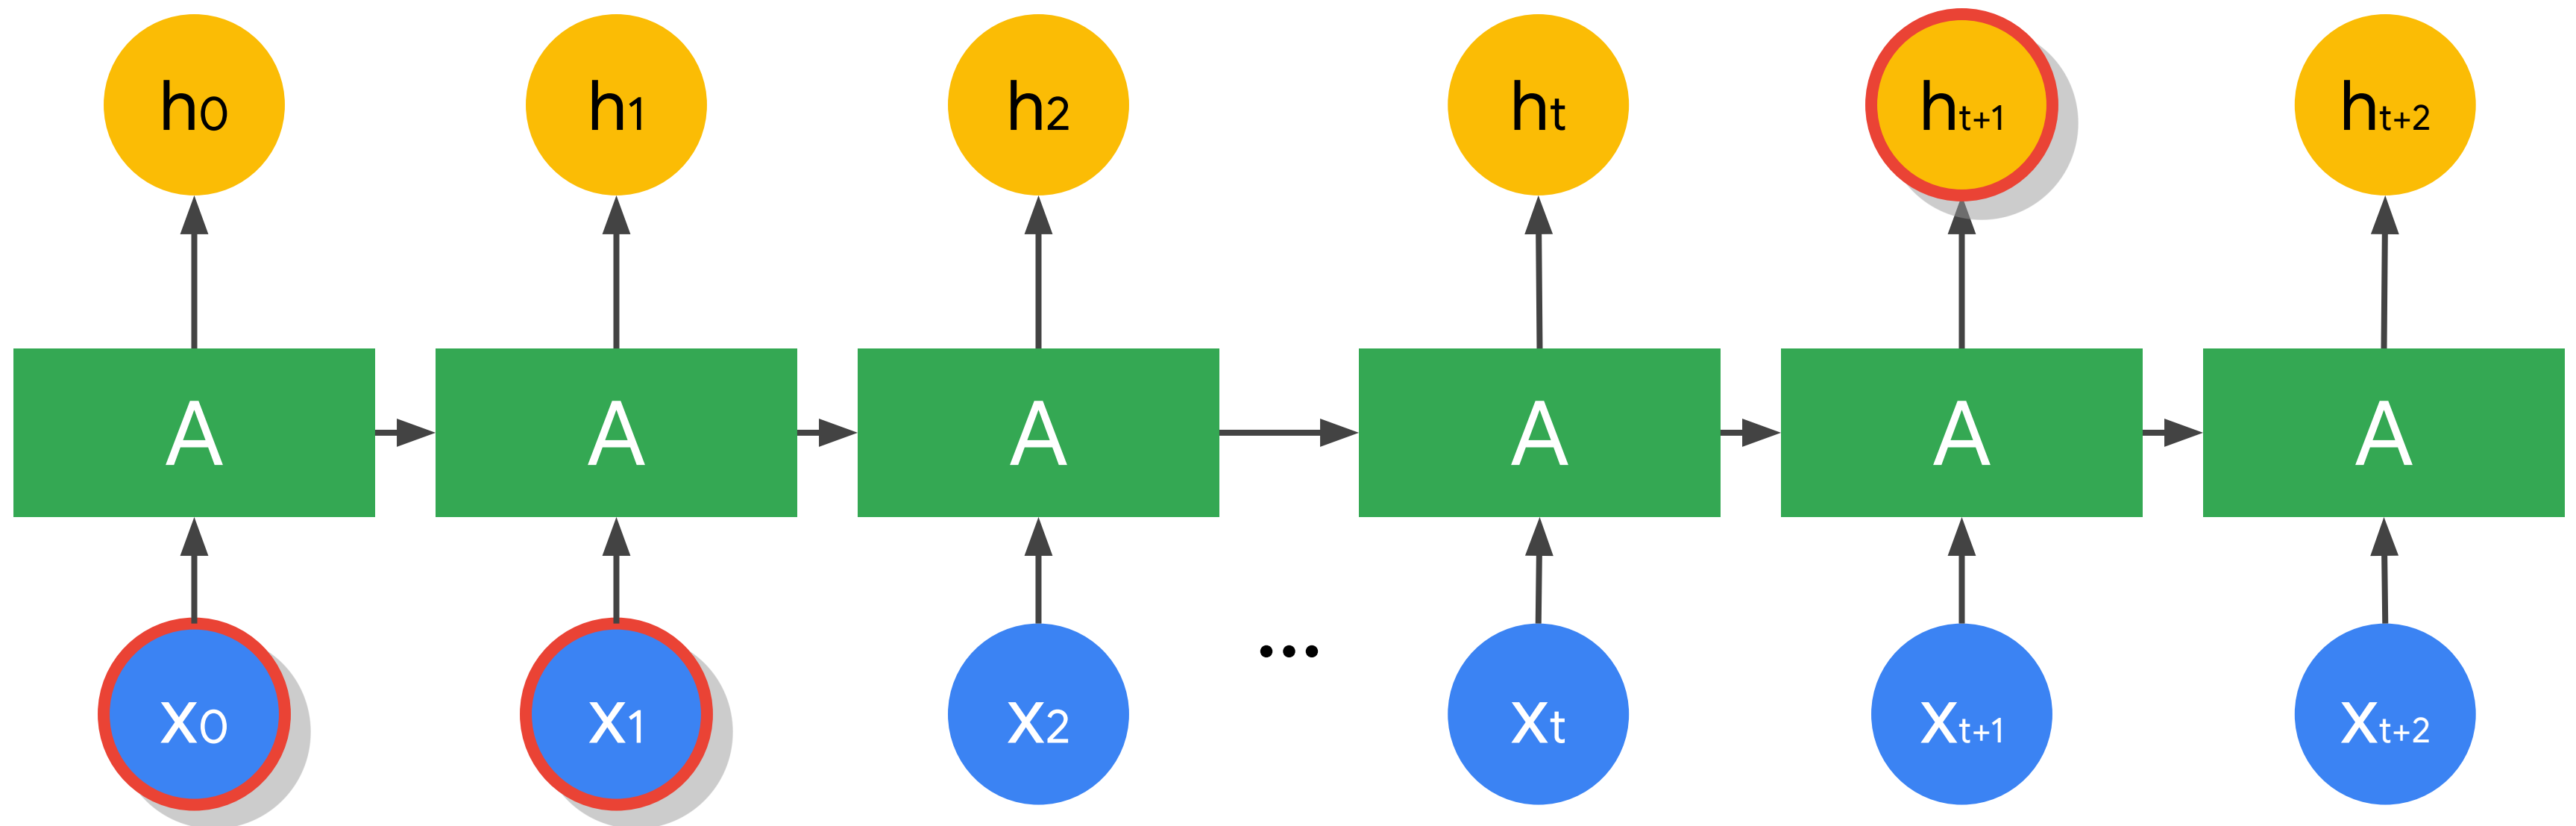 h0 h1 h2 ht ht+1 ht+2
A A A A A A
...
x0 x1 x2 xt xt+1 xt+2